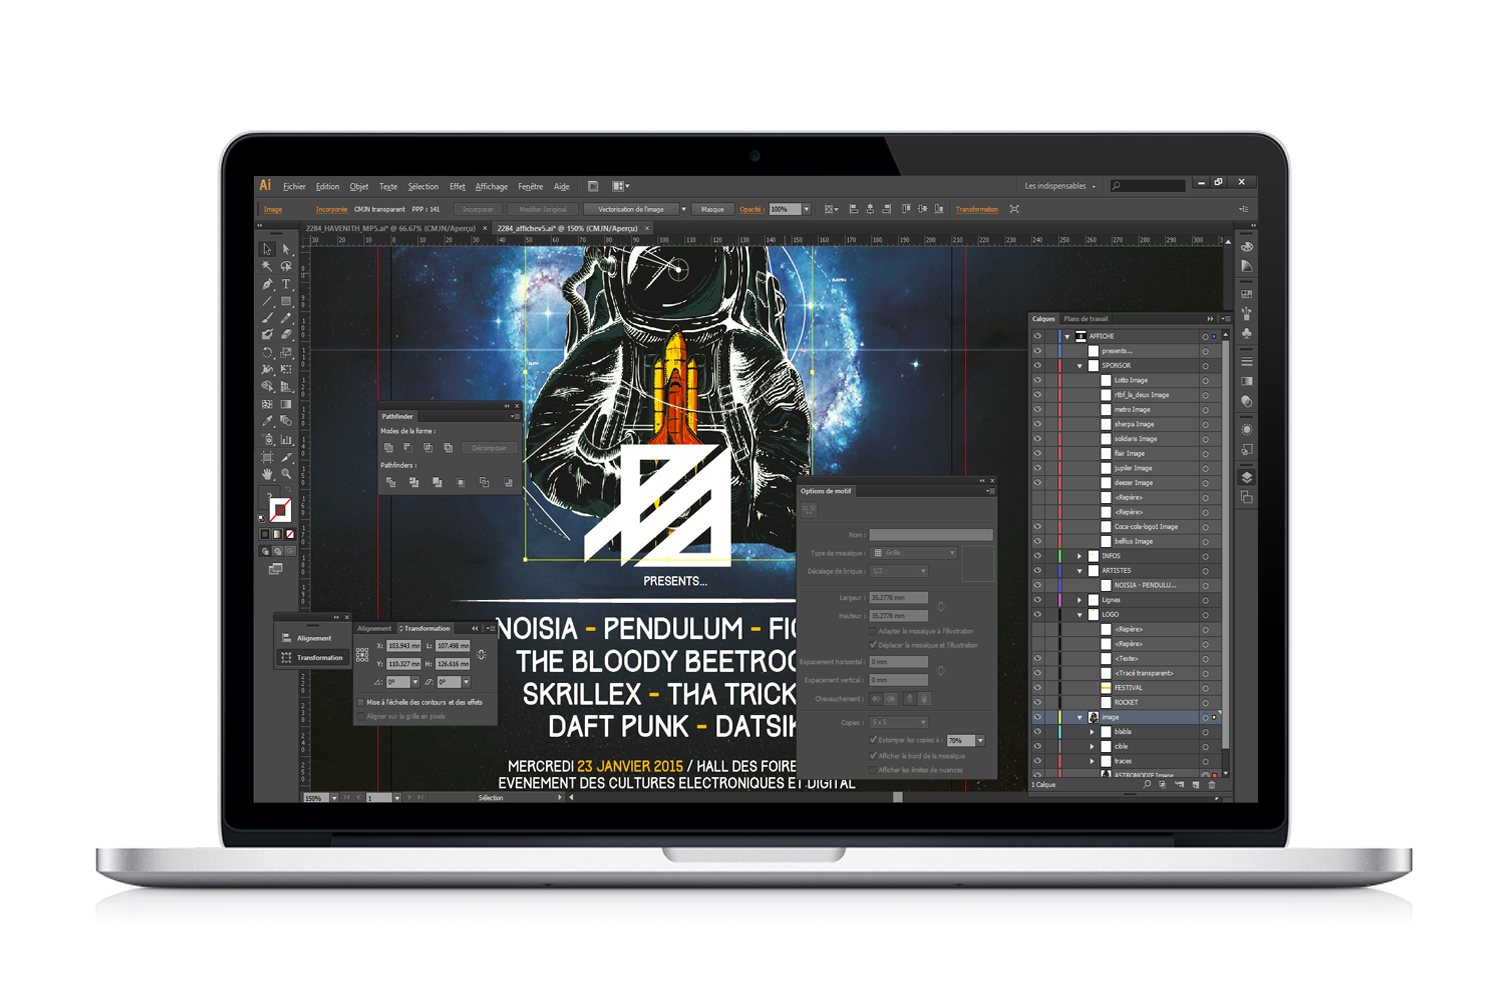 Ai Fichier Edition Objet Texte Sélection Effet Affichage Fenêtre Aide Les indispensables
Image Incorporée CMJN transparent PPP : 141 Incorporer Modifier l'original Vectorisation de l'image Masque Opacité : 100% Transformation
2284_HAVENITH_MP5.ai* @ 66.67% (CMJN/Aperçu) × 2284_affichev5.ai* @ 150% (CMJN/Aperçu) ×
30 20 10 0 10 20 30 40 50 60 70 80 90 100 110 120 130 140 150 160 170 180 190 200 210 220 230 240 250 260 270 280 290 300
Calques Plans de travail
AFFICHE
presents...
SPONSOR
Lotto Image
rtbf_la_deux Image
metro Image
sherpa Image
solidaris Image
flair Image
jupiler Image
deezer Image
<Repère>
<Repère>
Coca-cola-logo1 Image
belfius Image
INFOS
ARTISTES
NOISIA - PENDULU...
Lignes
LOGO
<Repère>
<Repère>
<Texte>
<Tracé transparent>
FESTIVAL
ROCKET
image
blabla
cible
traces
ASTROMODIF Image
1 Calque
Pathfinder
Modes de la forme :
Décomposer
Pathfinders :
Options de motif
Nom :
Type de mosaïque : Grille
Décalage de brique : 1/2
Largeur : 35.2778 mm
Hauteur : 35.2778 mm
Adapter la mosaïque à l'illustration
Déplacer la mosaïque et l'illustration
Espacement horizontal : 0 mm
Espacement vertical : 0 mm
Chevauchement :
Copies : 5 x 5
Estomper les copies à : 70%
Afficher le bord de la mosaïque
Afficher les limites de nuances
PRESENTS...
NOISIA - PENDULUM - FIC
THE BLOODY BEETROO
SKRILLEX - THA TRICK
DAFT PUNK - DATSIK
MERCREDI 23 JANVIER 2015 / HALL DES FOIRE
EVENEMENT DES CULTURES ELECTRONIQUES ET DIGITAL
Alignement
Transformation
Alignement Transformation
X: 103.943 mm L: 107.498 mm
Y: 110.327 mm H: 126.616 mm
0° 0°
Mise à l'échelle des contours et des effets
Aligner sur la grille en pixels
150% 1 Sélection